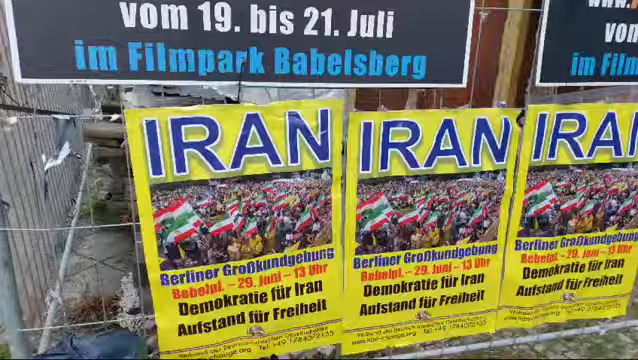 vom 19. bis 21. Juli
im Filmpark Babelsberg
www.
vom
im Film
IRAN
Berliner Großkundgebung
Bebelpl. – 29. Juni – 13 Uhr
Demokratie für Iran
Aufstand für Freiheit
IRAN
Berliner Großkundgebung
Bebelpl. – 29. Juni – 13 Uhr
Demokratie für Iran
Aufstand für Freiheit
IRAN
Berliner Großkundgebung
Bebelpl. – 29. Juni – 13 Uhr
Demokratie für Iran
Aufstand für Freiheit